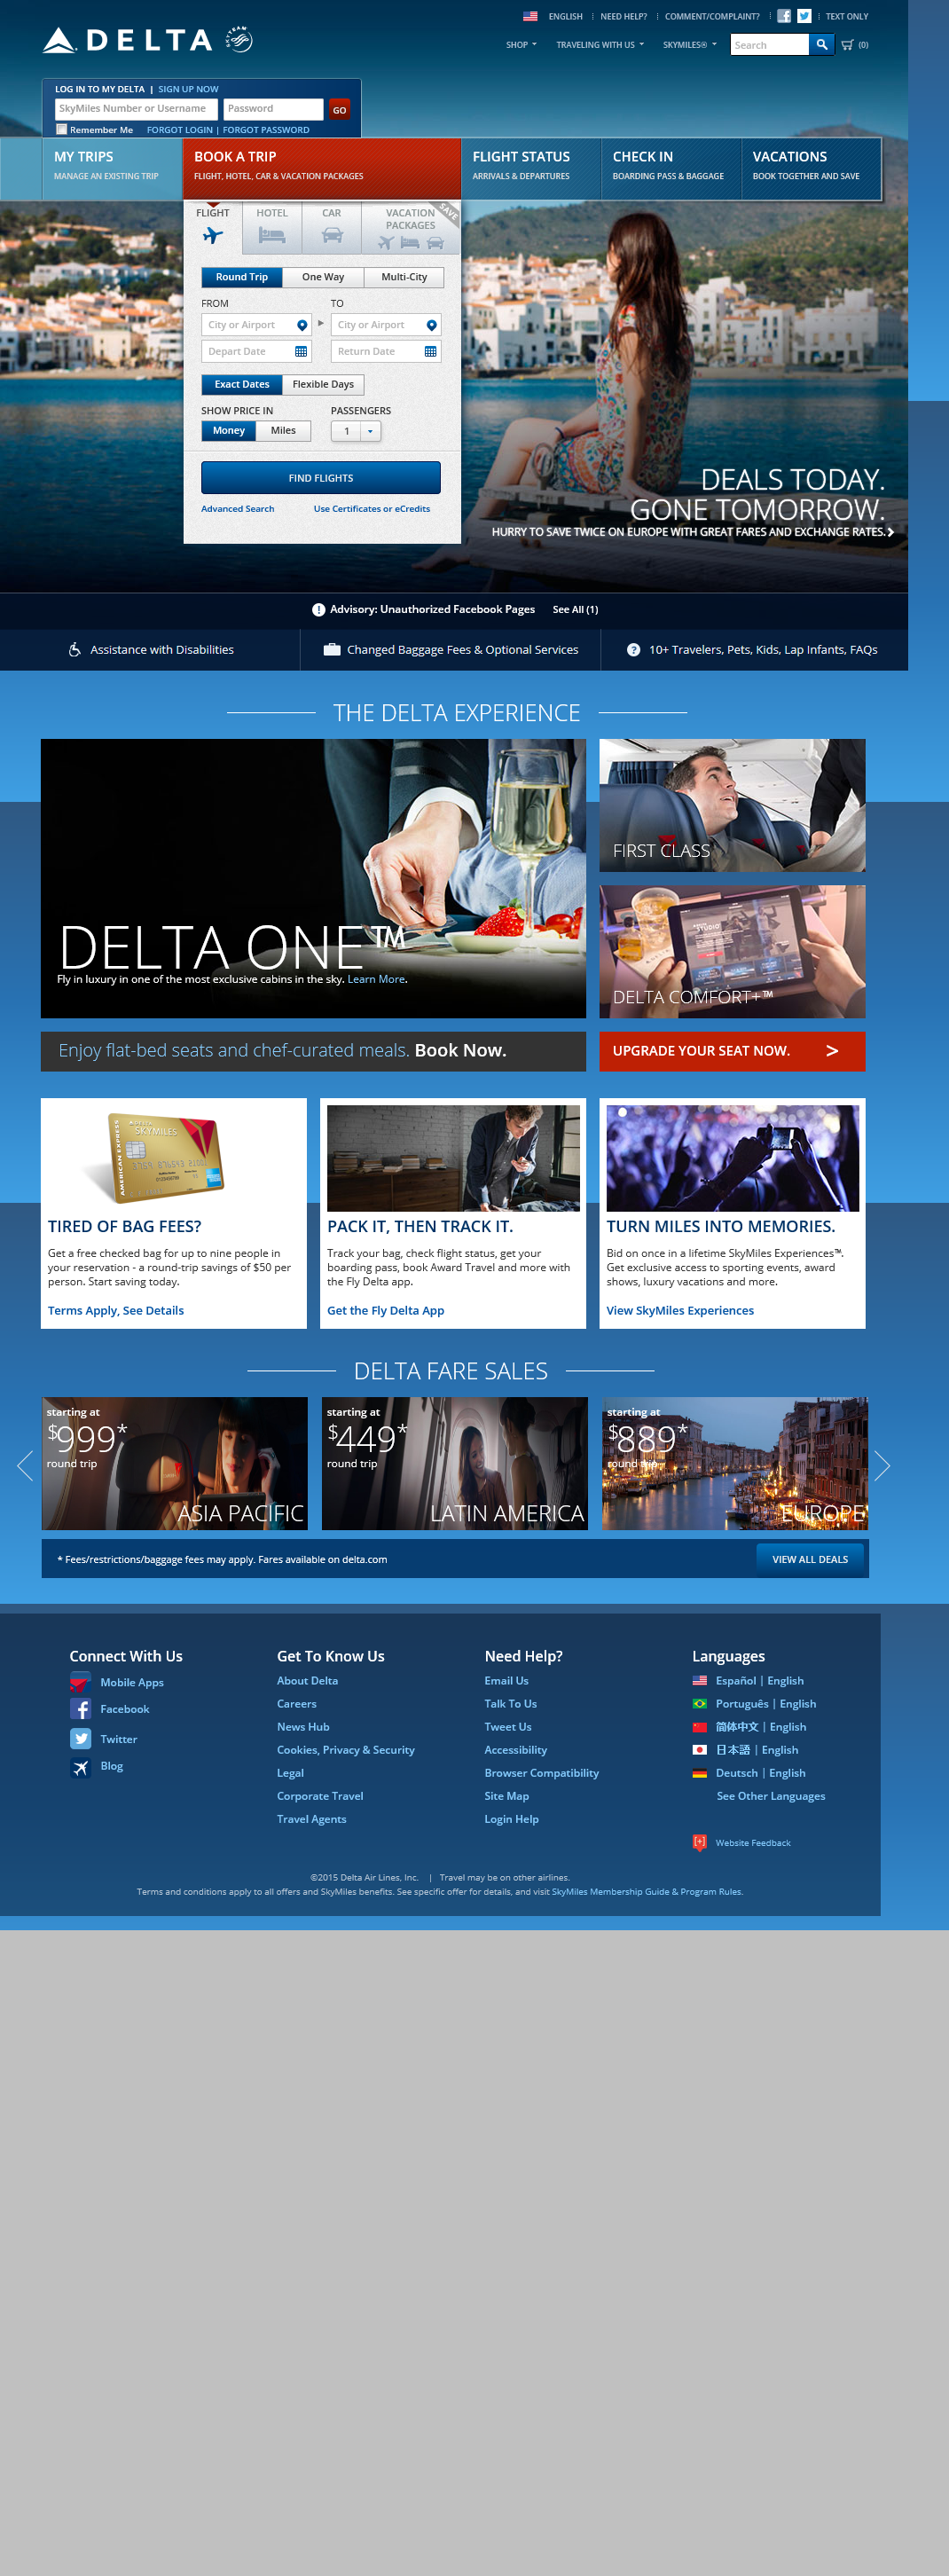 ENGLISH
NEED HELP?
COMMENT/COMPLAINT?
TEXT ONLY
DELTA
SHOP
TRAVELING WITH US
SKYMILES®
Search
(0)
LOG IN TO MY DELTA | SIGN UP NOW
SkyMiles Number or Username
Password
GO
Remember Me
FORGOT LOGIN | FORGOT PASSWORD
MY TRIPS
MANAGE AN EXISTING TRIP
BOOK A TRIP
FLIGHT, HOTEL, CAR & VACATION PACKAGES
FLIGHT STATUS
ARRIVALS & DEPARTURES
CHECK IN
BOARDING PASS & BAGGAGE
VACATIONS
BOOK TOGETHER AND SAVE
FLIGHT
HOTEL
CAR
VACATION
PACKAGES
SAVE
Round Trip
One Way
Multi-City
FROM
TO
City or Airport
City or Airport
Depart Date
Return Date
Exact Dates
Flexible Days
SHOW PRICE IN
PASSENGERS
Money
Miles
1
FIND FLIGHTS
Advanced Search
Use Certificates or eCredits
DEALS TODAY.
GONE TOMORROW.
HURRY TO SAVE TWICE ON EUROPE WITH GREAT FARES AND EXCHANGE RATES.
Advisory: Unauthorized Facebook Pages
See All (1)
Assistance with Disabilities
Changed Baggage Fees & Optional Services
10+ Travelers, Pets, Kids, Lap Infants, FAQs
THE DELTA EXPERIENCE
DELTA ONE™
Fly in luxury in one of the most exclusive cabins in the sky. Learn More.
FIRST CLASS
STUDIO
DELTA COMFORT+™
Enjoy flat-bed seats and chef-curated meals. Book Now.
UPGRADE YOUR SEAT NOW. >
AMERICAN EXPRESS
DELTA
SKYMILES
TIRED OF BAG FEES?
Get a free checked bag for up to nine people in
your reservation - a round-trip savings of $50 per
person. Start saving today.
Terms Apply, See Details
PACK IT, THEN TRACK IT.
Track your bag, check flight status, get your
boarding pass, book Award Travel and more with
the Fly Delta app.
Get the Fly Delta App
TURN MILES INTO MEMORIES.
Bid on once in a lifetime SkyMiles Experiences™.
Get exclusive access to sporting events, award
shows, luxury vacations and more.
View SkyMiles Experiences
DELTA FARE SALES
starting at
$999*
round trip
ASIA PACIFIC
starting at
$449*
round trip
LATIN AMERICA
starting at
$889*
round trip
EUROPE
* Fees/restrictions/baggage fees may apply. Fares available on delta.com
VIEW ALL DEALS
Connect With Us
Mobile Apps
Facebook
Twitter
Blog
Get To Know Us
About Delta
Careers
News Hub
Cookies, Privacy & Security
Legal
Corporate Travel
Travel Agents
Need Help?
Email Us
Talk To Us
Tweet Us
Accessibility
Browser Compatibility
Site Map
Login Help
Languages
Español | English
Português | English
简体中文 | English
日本語 | English
Deutsch | English
See Other Languages
Website Feedback
©2015 Delta Air Lines, Inc. | Travel may be on other airlines.
Terms and conditions apply to all offers and SkyMiles benefits. See specific offer for details, and visit SkyMiles Membership Guide & Program Rules.